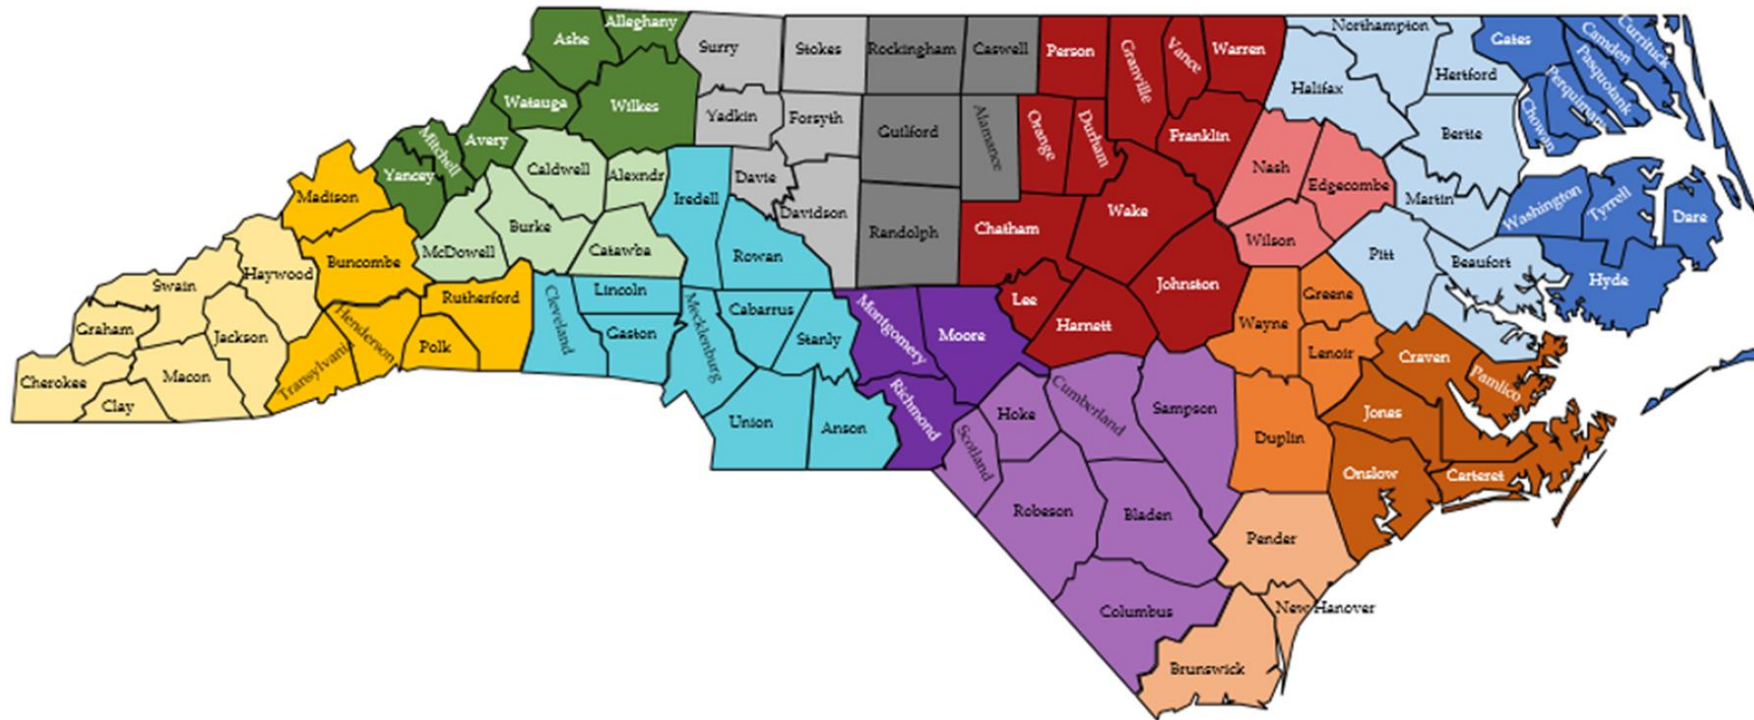 Alleghany
Ashe
Surry
Stokes
Rockingham
Caswell
Person
Granville
Vance
Warren
Northampton
Gates
Camden
Currituck
Watauga
Wilkes
Yadkin
Forsyth
Guilford
Alamance
Orange
Durham
Franklin
Halifax
Hertford
Bertie
Chowan
Perquimans
Pasquotank
Mitchell
Avery
Yancey
Caldwell
Alexndr
Iredell
Davie
Davidson
Randolph
Chatham
Wake
Nash
Edgecombe
Martin
Washington
Tyrrell
Dare
Madison
Buncombe
McDowell
Burke
Catawba
Rowan
Wilson
Pitt
Beaufort
Hyde
Haywood
Swain
Graham
Jackson
Rutherford
Henderson
Polk
Cleveland
Lincoln
Gaston
Mecklenburg
Cabarrus
Stanly
Montgomery
Moore
Lee
Harnett
Johnston
Wayne
Greene
Lenoir
Craven
Pamlico
Cherokee
Macon
Clay
Transylvania
Union
Anson
Richmond
Scotland
Hoke
Cumberland
Sampson
Duplin
Jones
Onslow
Carteret
Robeson
Bladen
Pender
Columbus
New Hanover
Brunswick